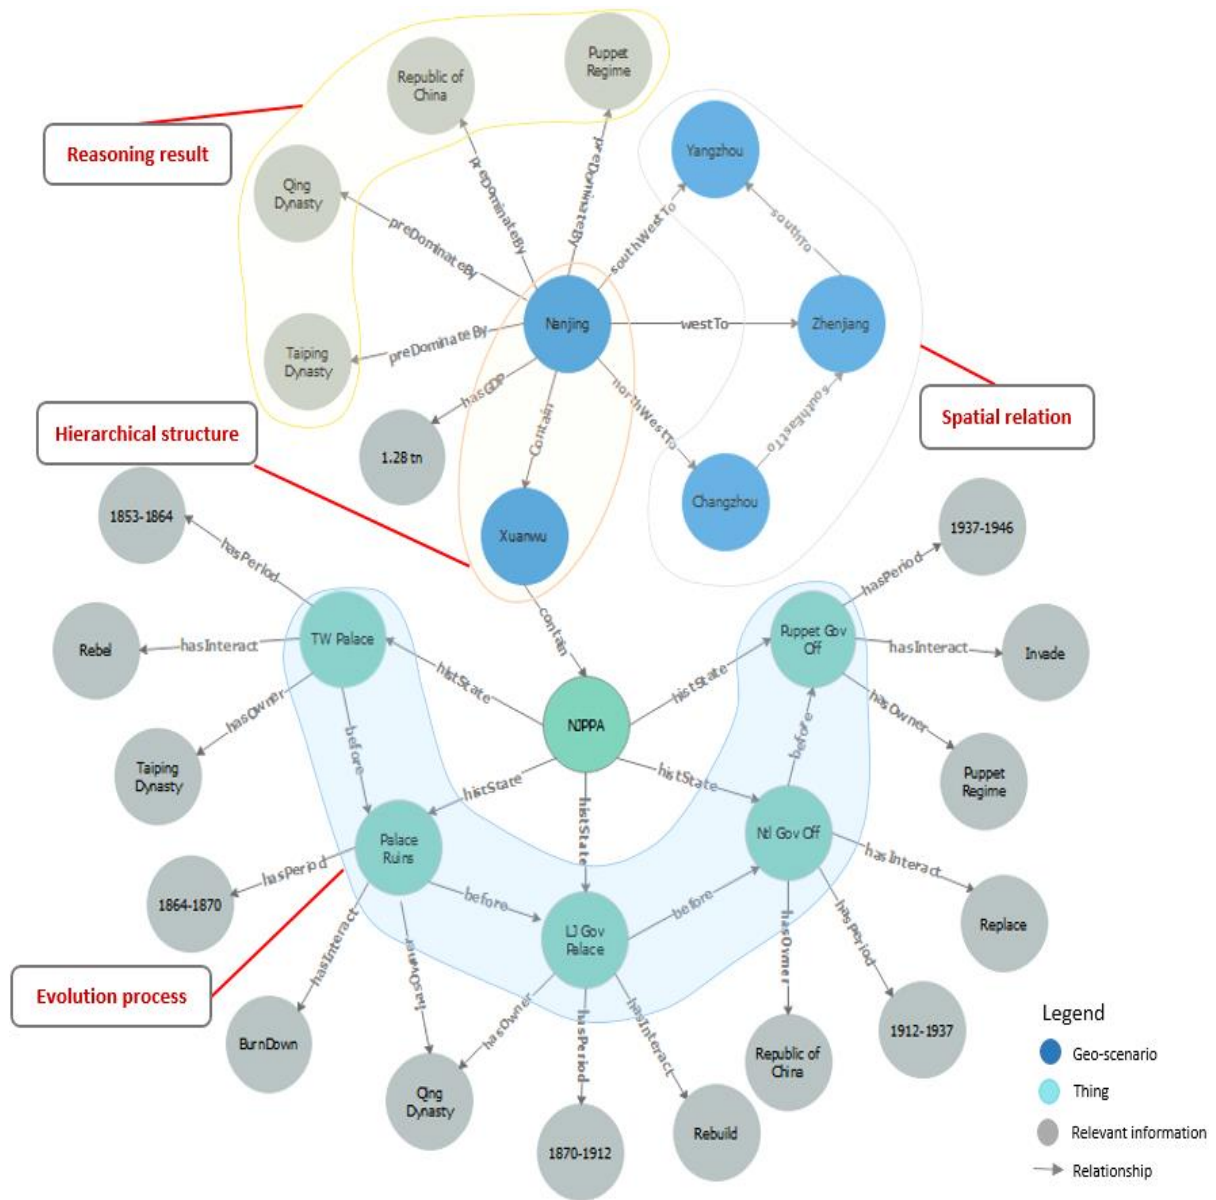 Puppet
Regime
Republic of
China
Reasoning result
Yangzhou
Qing
Dynasty
preDominateBy
preDominateBy
preDominateBy
southWestTo
southTo
Nanjing
westTo
Zhenjiang
Taiping
Dynasty
preDominateBy
hasGDP
Contain
northWestTo
southEastTo
Spatial relation
Hierarchical structure
1.28 tn
Changzhou
1853-1864
Xuanwu
1937-1946
hasPeriod
contain
hasPeriod
Rebel
hasInteract
TW Palace
Puppet Gov
Off
hasInteract
Invade
histState
histState
hasOwner
hasOwner
before
NJPPA
before
Taiping
Dynasty
histState
histState
histState
Puppet
Regime
Palace
Ruins
Ntl Gov Off
hasInteract
hasPeriod
1864-1870
before
before
Replace
LJ Gov
Palace
hasInteract
hasOwner
hasOwner
hasPeriod
hasInteract
hasOwner
hasPeriod
Evolution process
BurnDown
Republic of
China
1912-1937
Qing
Dynasty
Rebuild
1870-1912
Legend
Geo-scenario
Thing
Relevant information
Relationship